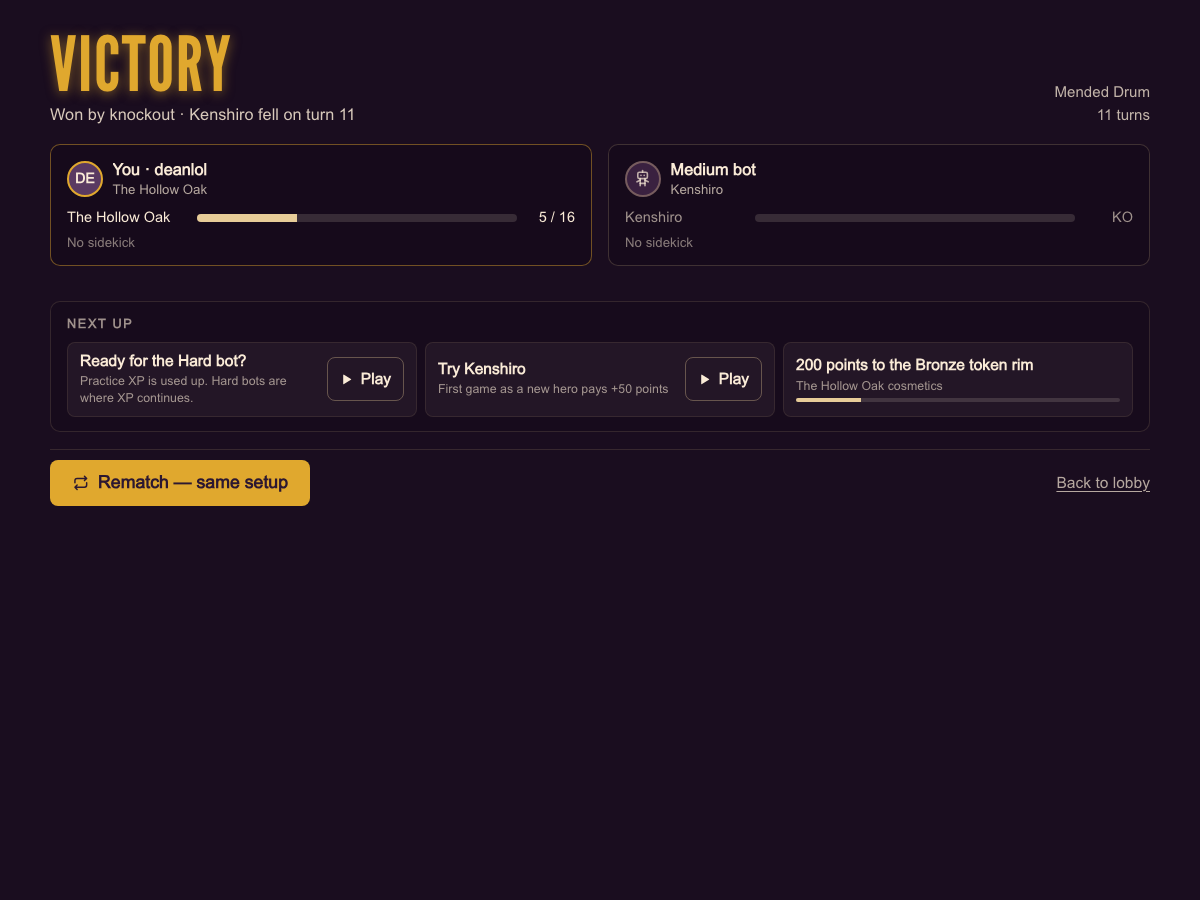 VICTORY
Won by knockout · Kenshiro fell on turn 11
Mended Drum
11 turns
DE
You · deanlol
The Hollow Oak
The Hollow Oak
5 / 16
No sidekick
Medium bot
Kenshiro
Kenshiro
KO
No sidekick
NEXT UP
Ready for the Hard bot?
Practice XP is used up. Hard bots are
where XP continues.
Play
Try Kenshiro
First game as a new hero pays +50 points
Play
200 points to the Bronze token rim
The Hollow Oak cosmetics
Rematch — same setup
Back to lobby